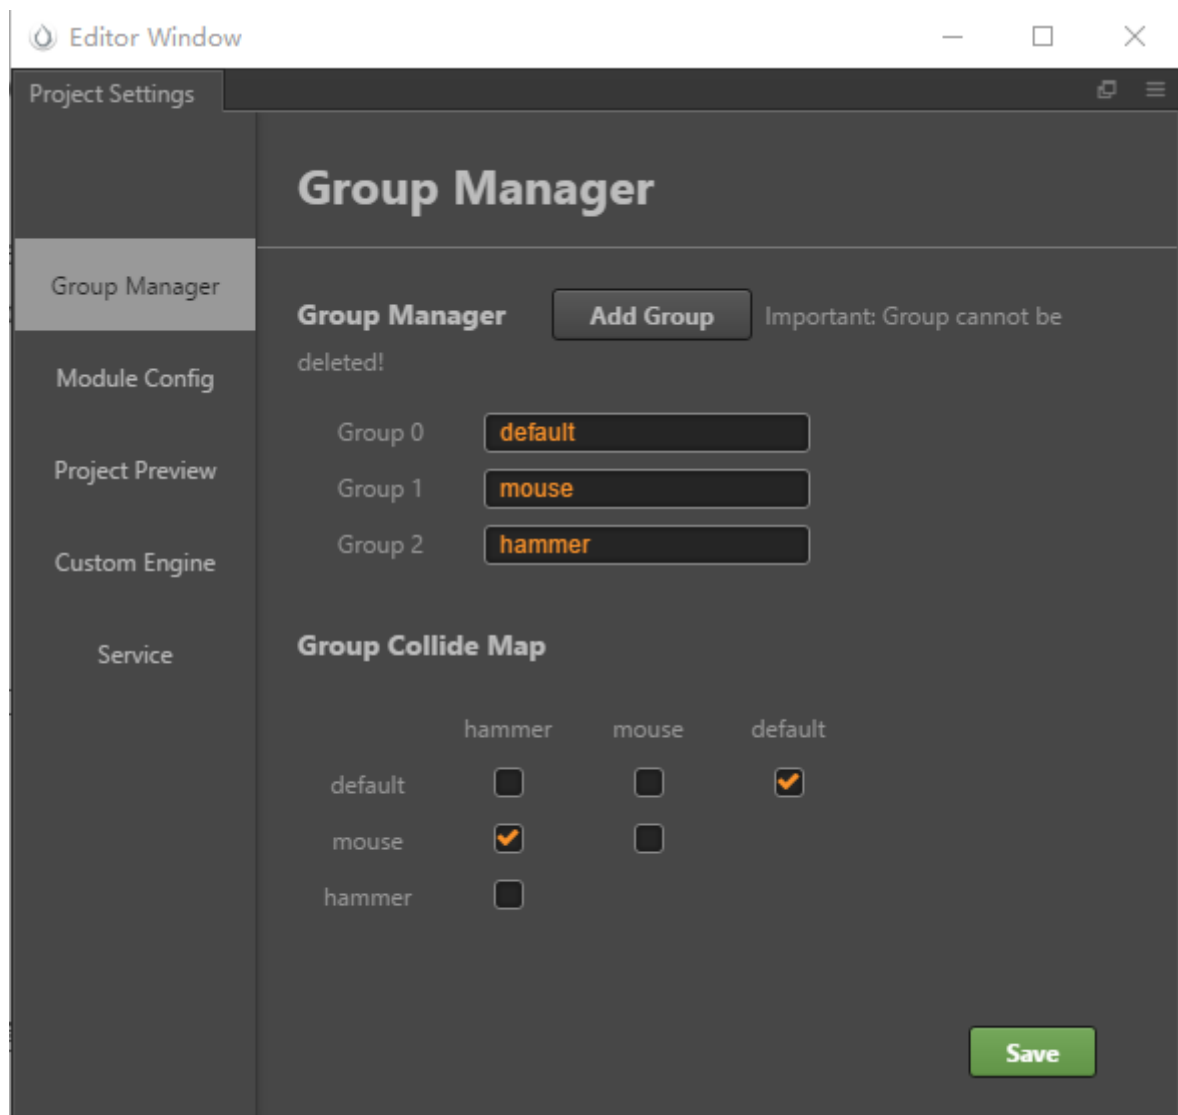 Editor Window
Project Settings
Group Manager
Group Manager
Module Config
Project Preview
Custom Engine
Service
Group Manager Add Group Important: Group cannot be
deleted!
Group 0 default
Group 1 mouse
Group 2 hammer
Group Collide Map
hammer mouse default
default
mouse
hammer
Save